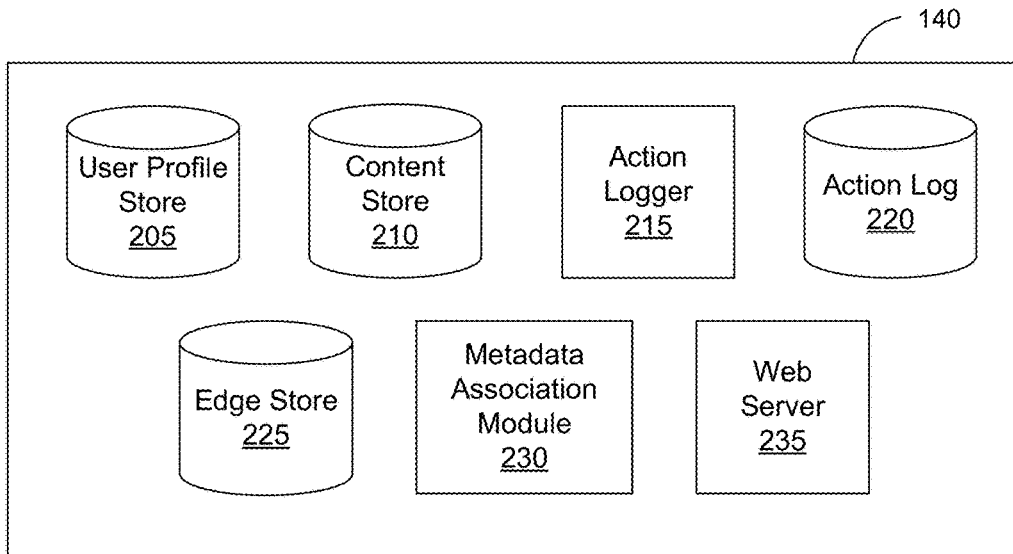 140
User Profile
Store
205
Content
Store
210
Action
Logger
215
Action Log
220
Edge Store
225
Metadata
Association
Module
230
Web
Server
235